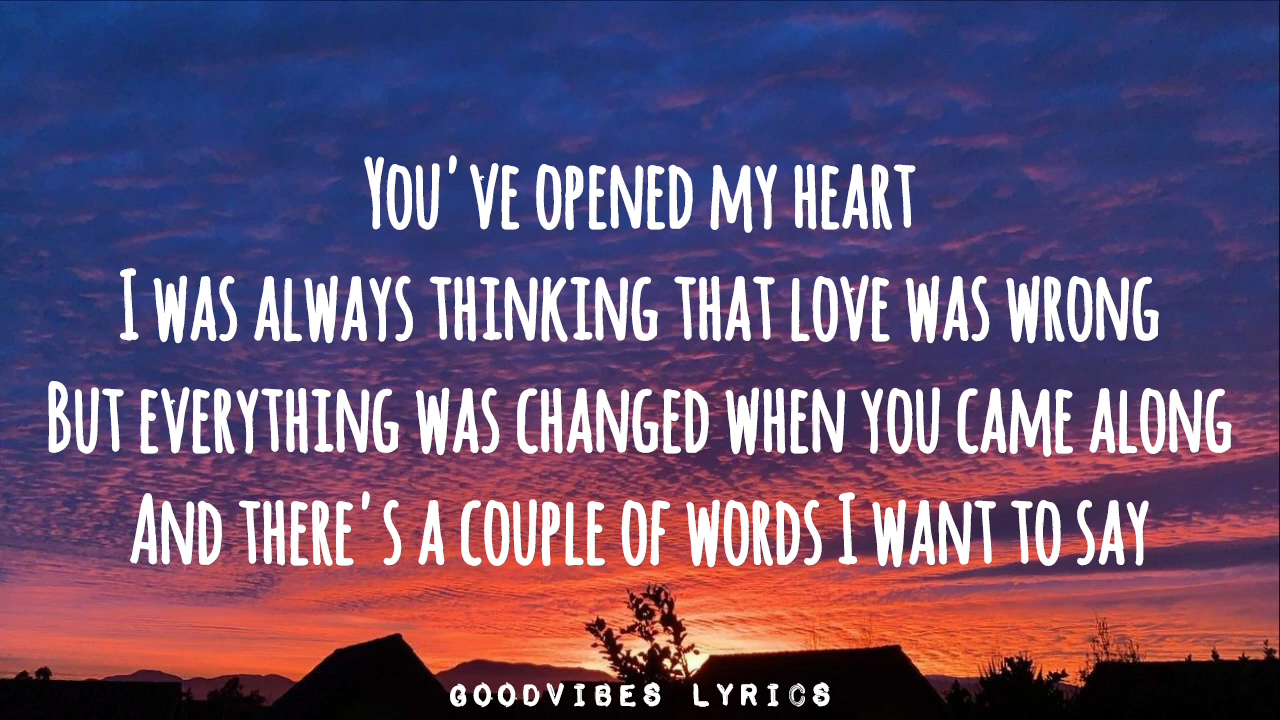 You've opened my heart
I was always thinking that love was wrong
But everything was changed when you came along
And there's a couple of words I want to say
GOODVIBES LYRICS